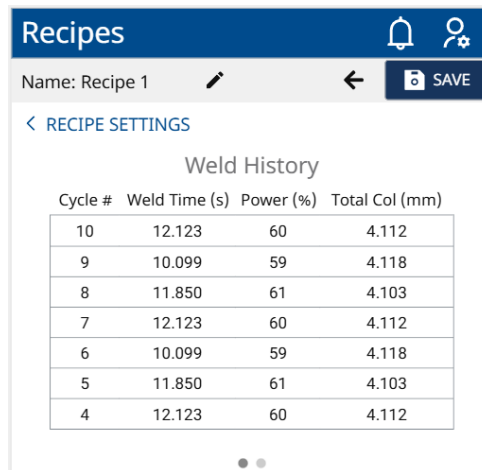 Recipes
Name: Recipe 1 SAVE
RECIPE SETTINGS
Weld History
Cycle # Weld Time (s) Power (%) Total Col (mm)
10 12.123 60 4.112
9 10.099 59 4.118
8 11.850 61 4.103
7 12.123 60 4.112
6 10.099 59 4.118
5 11.850 61 4.103
4 12.123 60 4.112